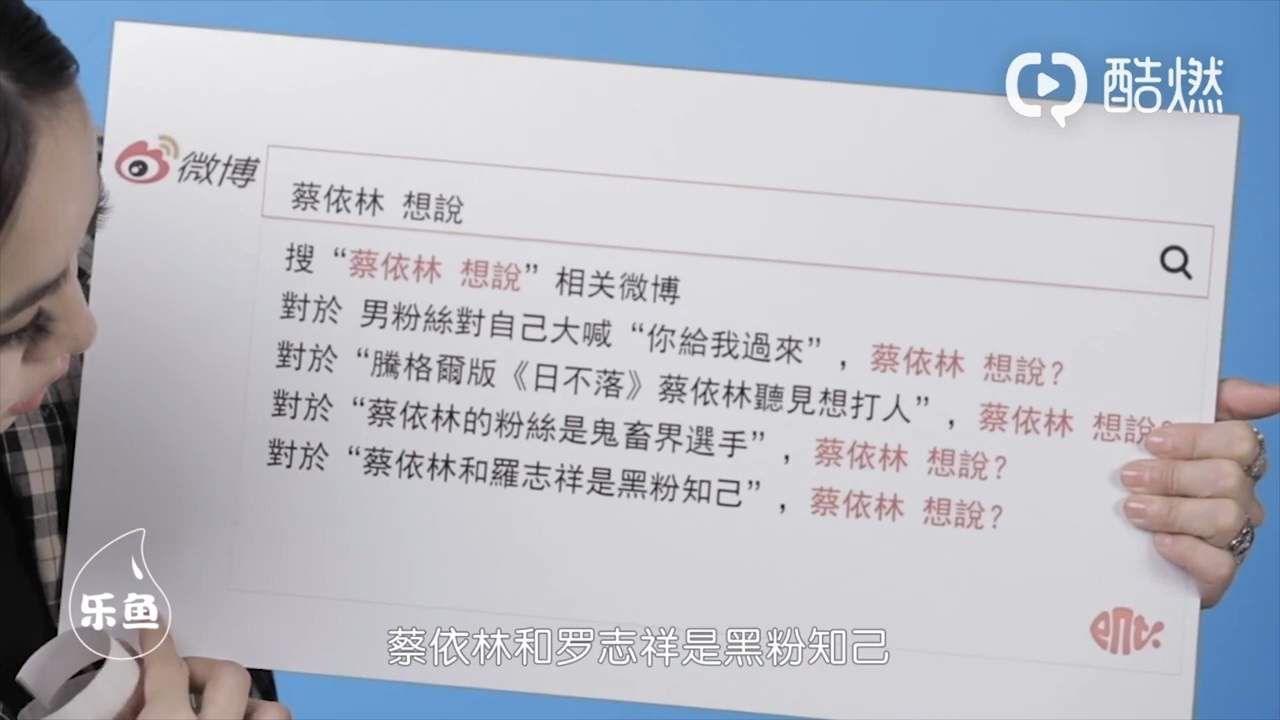 酷燃
微博
蔡依林 想說
搜“蔡依林 想說”相关微博
對於 男粉絲對自己大喊“你給我過來”，蔡依林 想說？
對於“騰格爾版《日不落》蔡依林聽見想打人”，蔡依林 想說？
對於“蔡依林的粉絲是鬼畜界選手”，蔡依林 想說？
對於“蔡依林和羅志祥是黑粉知己”，蔡依林 想說？
乐鱼
ent.
蔡依林和罗志祥是黑粉知己